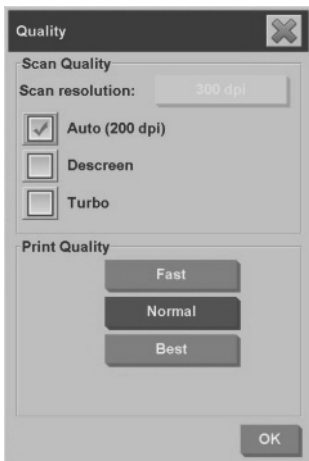 Quality
Scan Quality
Scan resolution: 300 dpi
Auto (200 dpi)
Descreen
Turbo
Print Quality
Fast
Normal
Best
OK